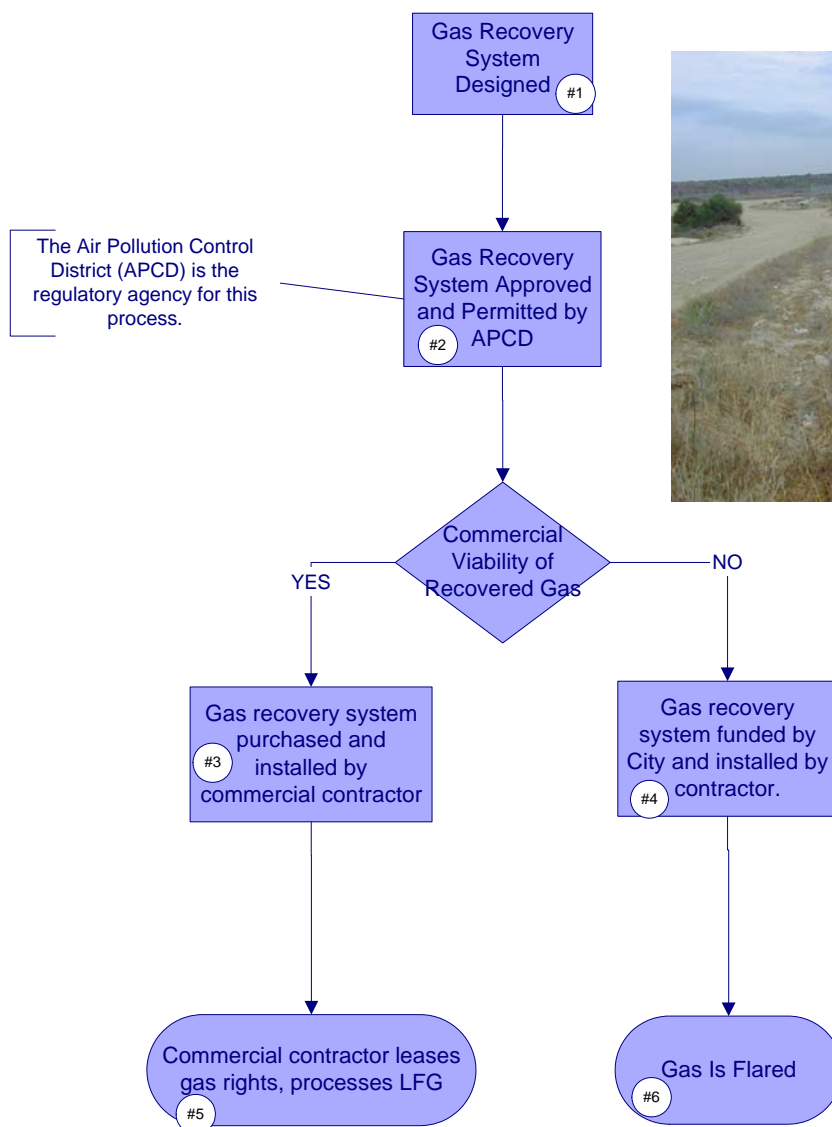 Gas Recovery
System
Designed
#1
The Air Pollution Control
District (APCD) is the
regulatory agency for this
process.
Gas Recovery
System Approved
and Permitted by
APCD
#2
Commercial
Viability of
Recovered Gas
YES
NO
Gas recovery system
purchased and
installed by
commercial contractor
#3
Gas recovery
system funded by
City and installed by
contractor.
#4
Commercial contractor leases
gas rights, processes LFG
#5
Gas Is Flared
#6